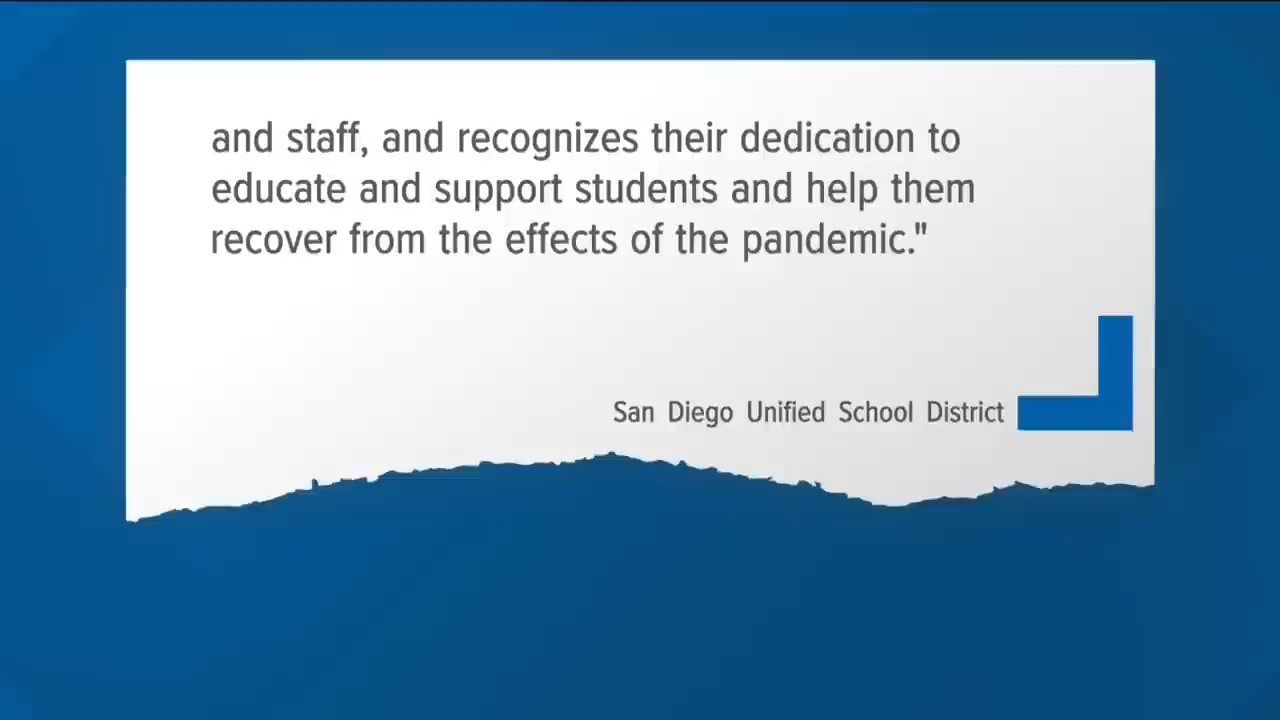 and staff, and recognizes their dedication to
educate and support students and help them
recover from the effects of the pandemic."
San Diego Unified School District